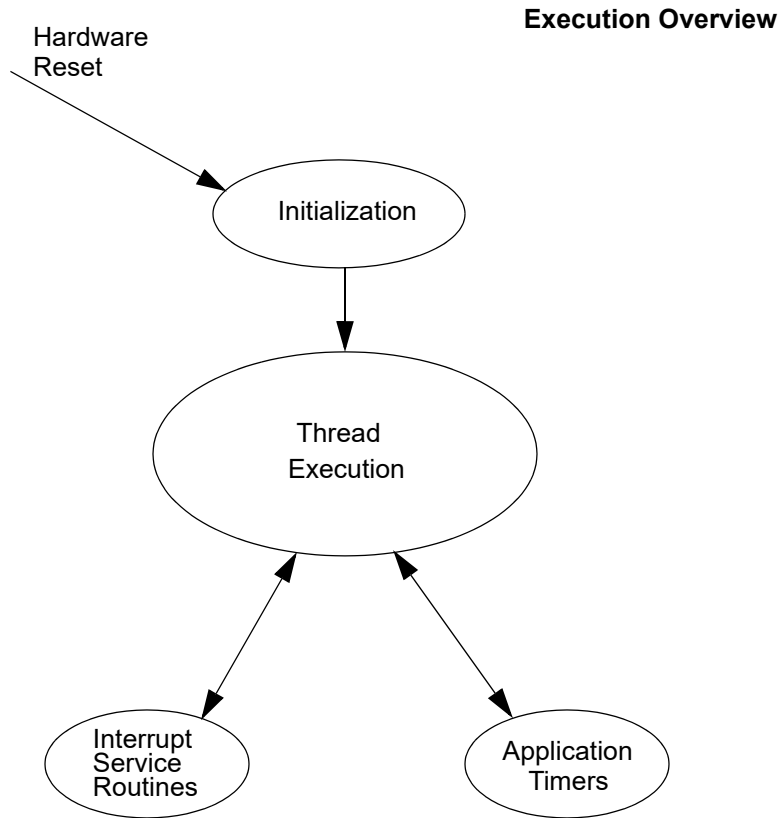 Execution Overview
Hardware
Reset
Initialization
Thread
Execution
Interrupt
Service
Routines
Application
Timers